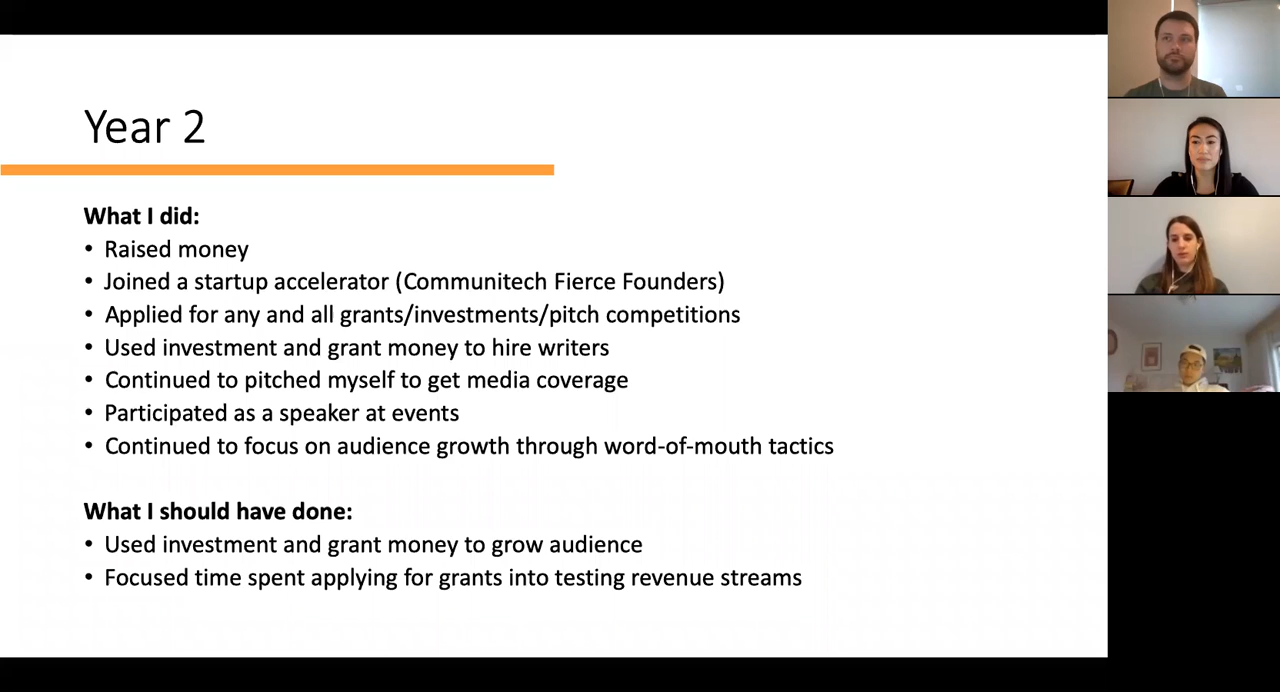 Year 2
What I did:
• Raised money
• Joined a startup accelerator (Communitech Fierce Founders)
• Applied for any and all grants/investments/pitch competitions
• Used investment and grant money to hire writers
• Continued to pitched myself to get media coverage
• Participated as a speaker at events
• Continued to focus on audience growth through word-of-mouth tactics
What I should have done:
• Used investment and grant money to grow audience
• Focused time spent applying for grants into testing revenue streams